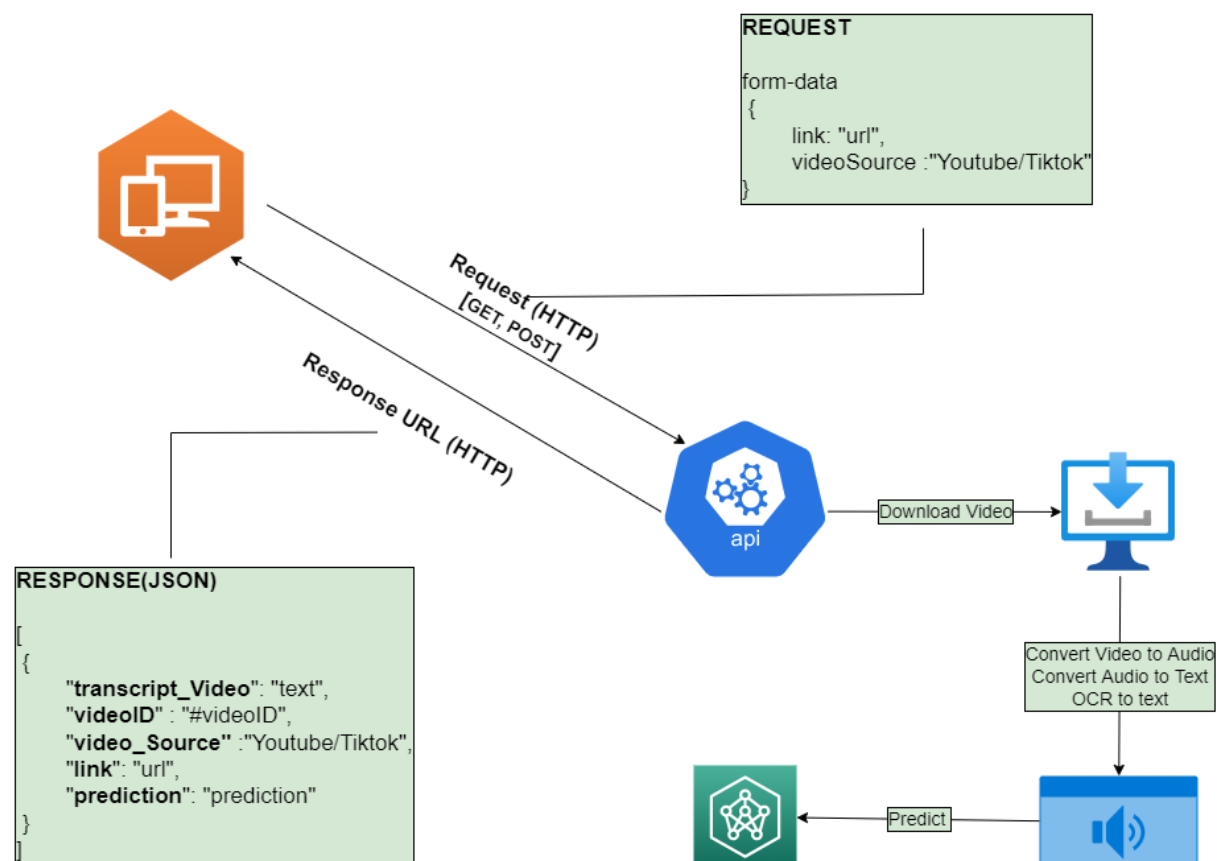 REQUEST
form-data
{
link: "url",
videoSource :"Youtube/Tiktok"
}
Request (HTTP)
[GET, POST]
Response URL (HTTP)
api
Download Video
RESPONSE(JSON)
[
{
"transcript_Video": "text",
"videoID" : "#videoID",
"video_Source" :"Youtube/Tiktok",
"link": "url",
"prediction": "prediction"
}
]
Convert Video to Audio
Convert Audio to Text
OCR to text
Predict